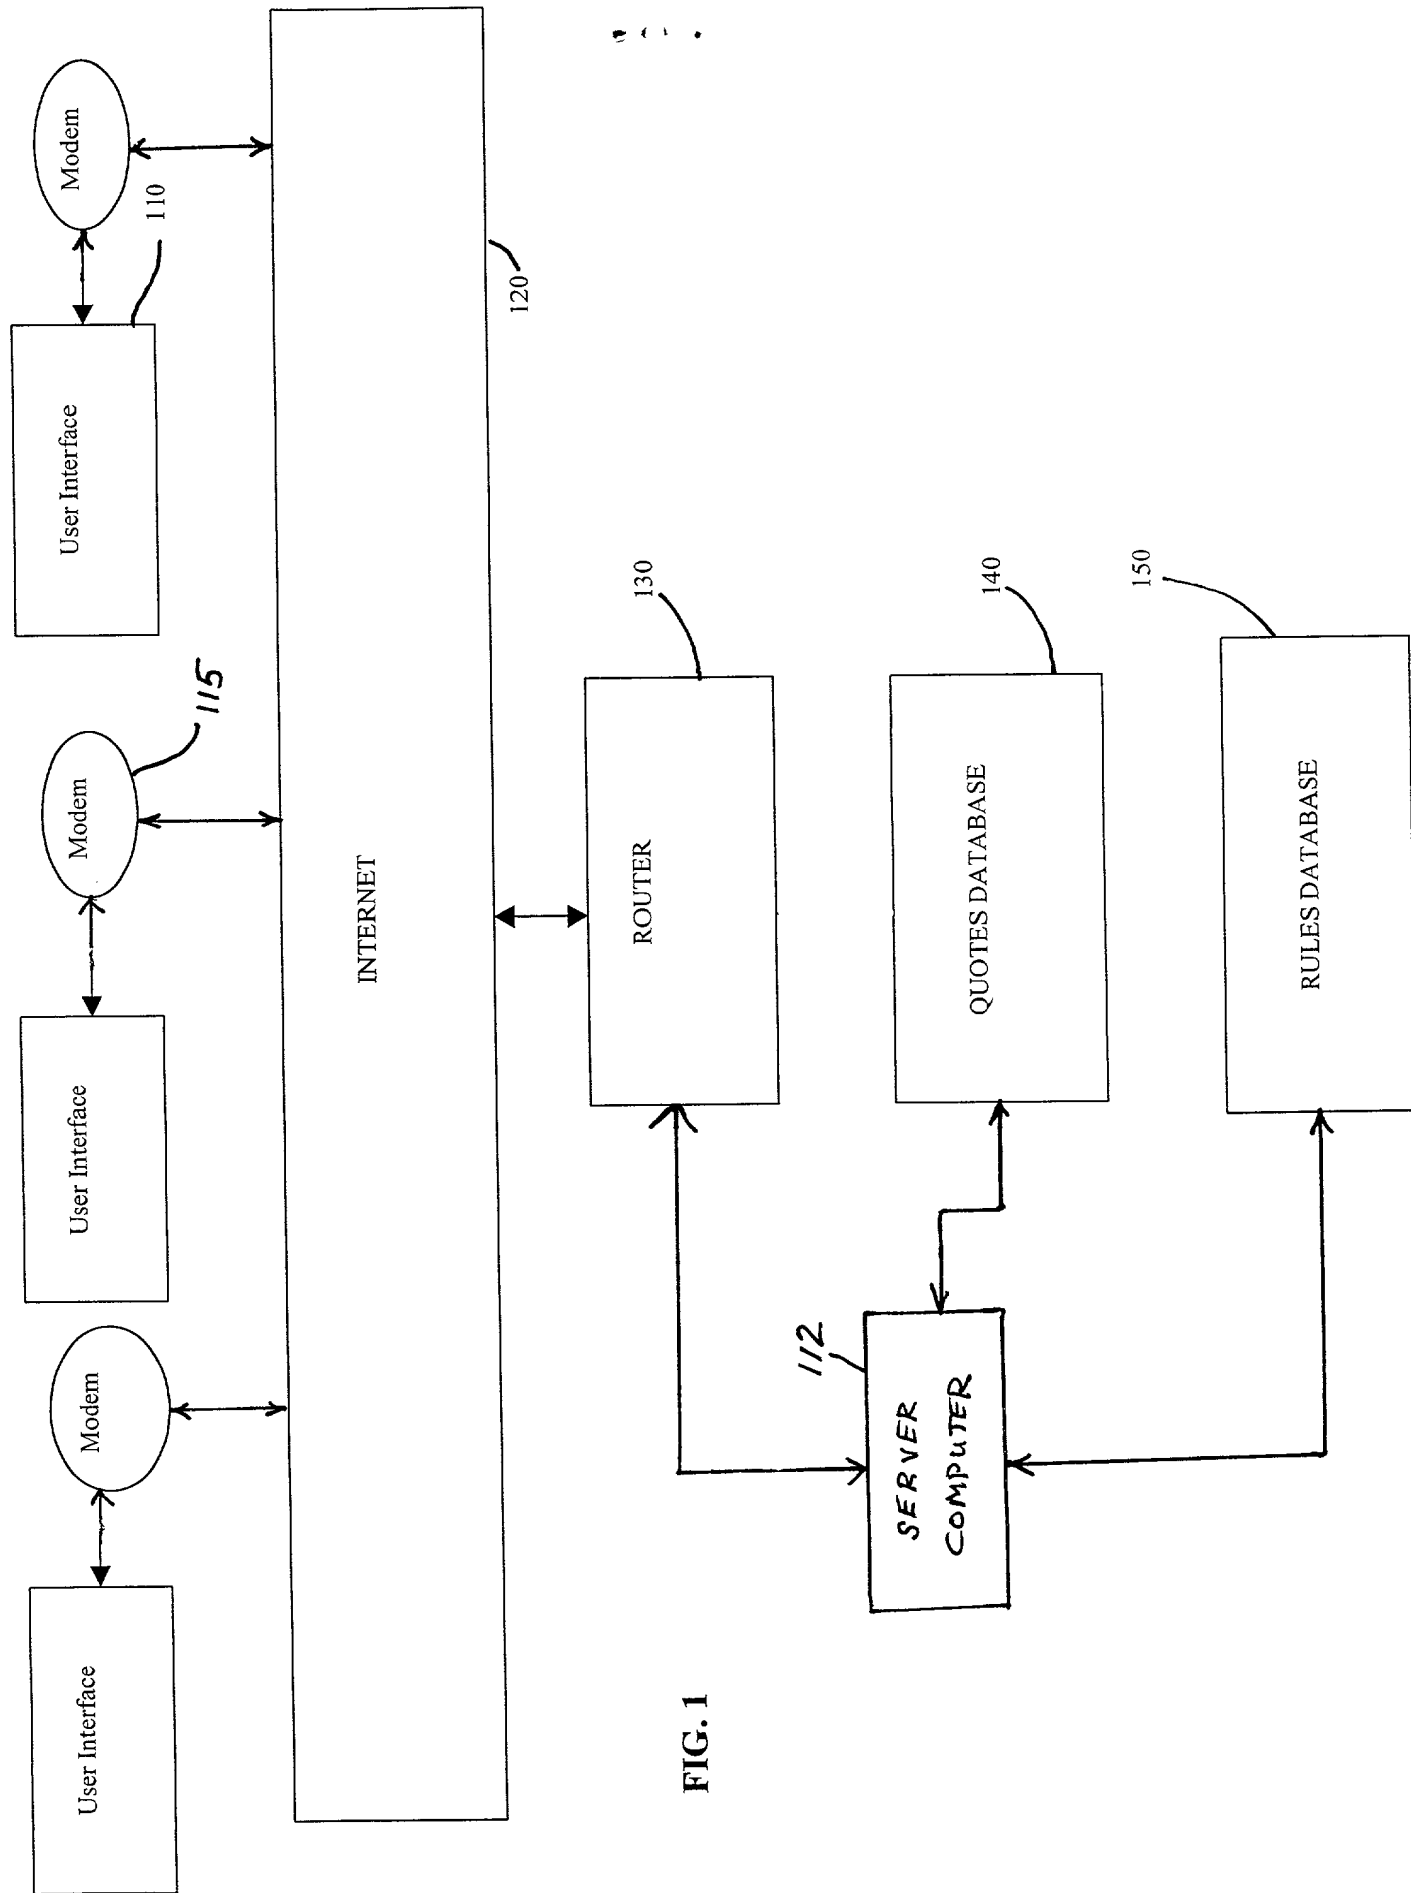 User Interface
Modem
User Interface
Modem
115
User Interface
Modem
110
INTERNET
120
ROUTER
130
SERVER
COMPUTER
112
QUOTES DATABASE
140
RULES DATABASE
150
FIG. 1